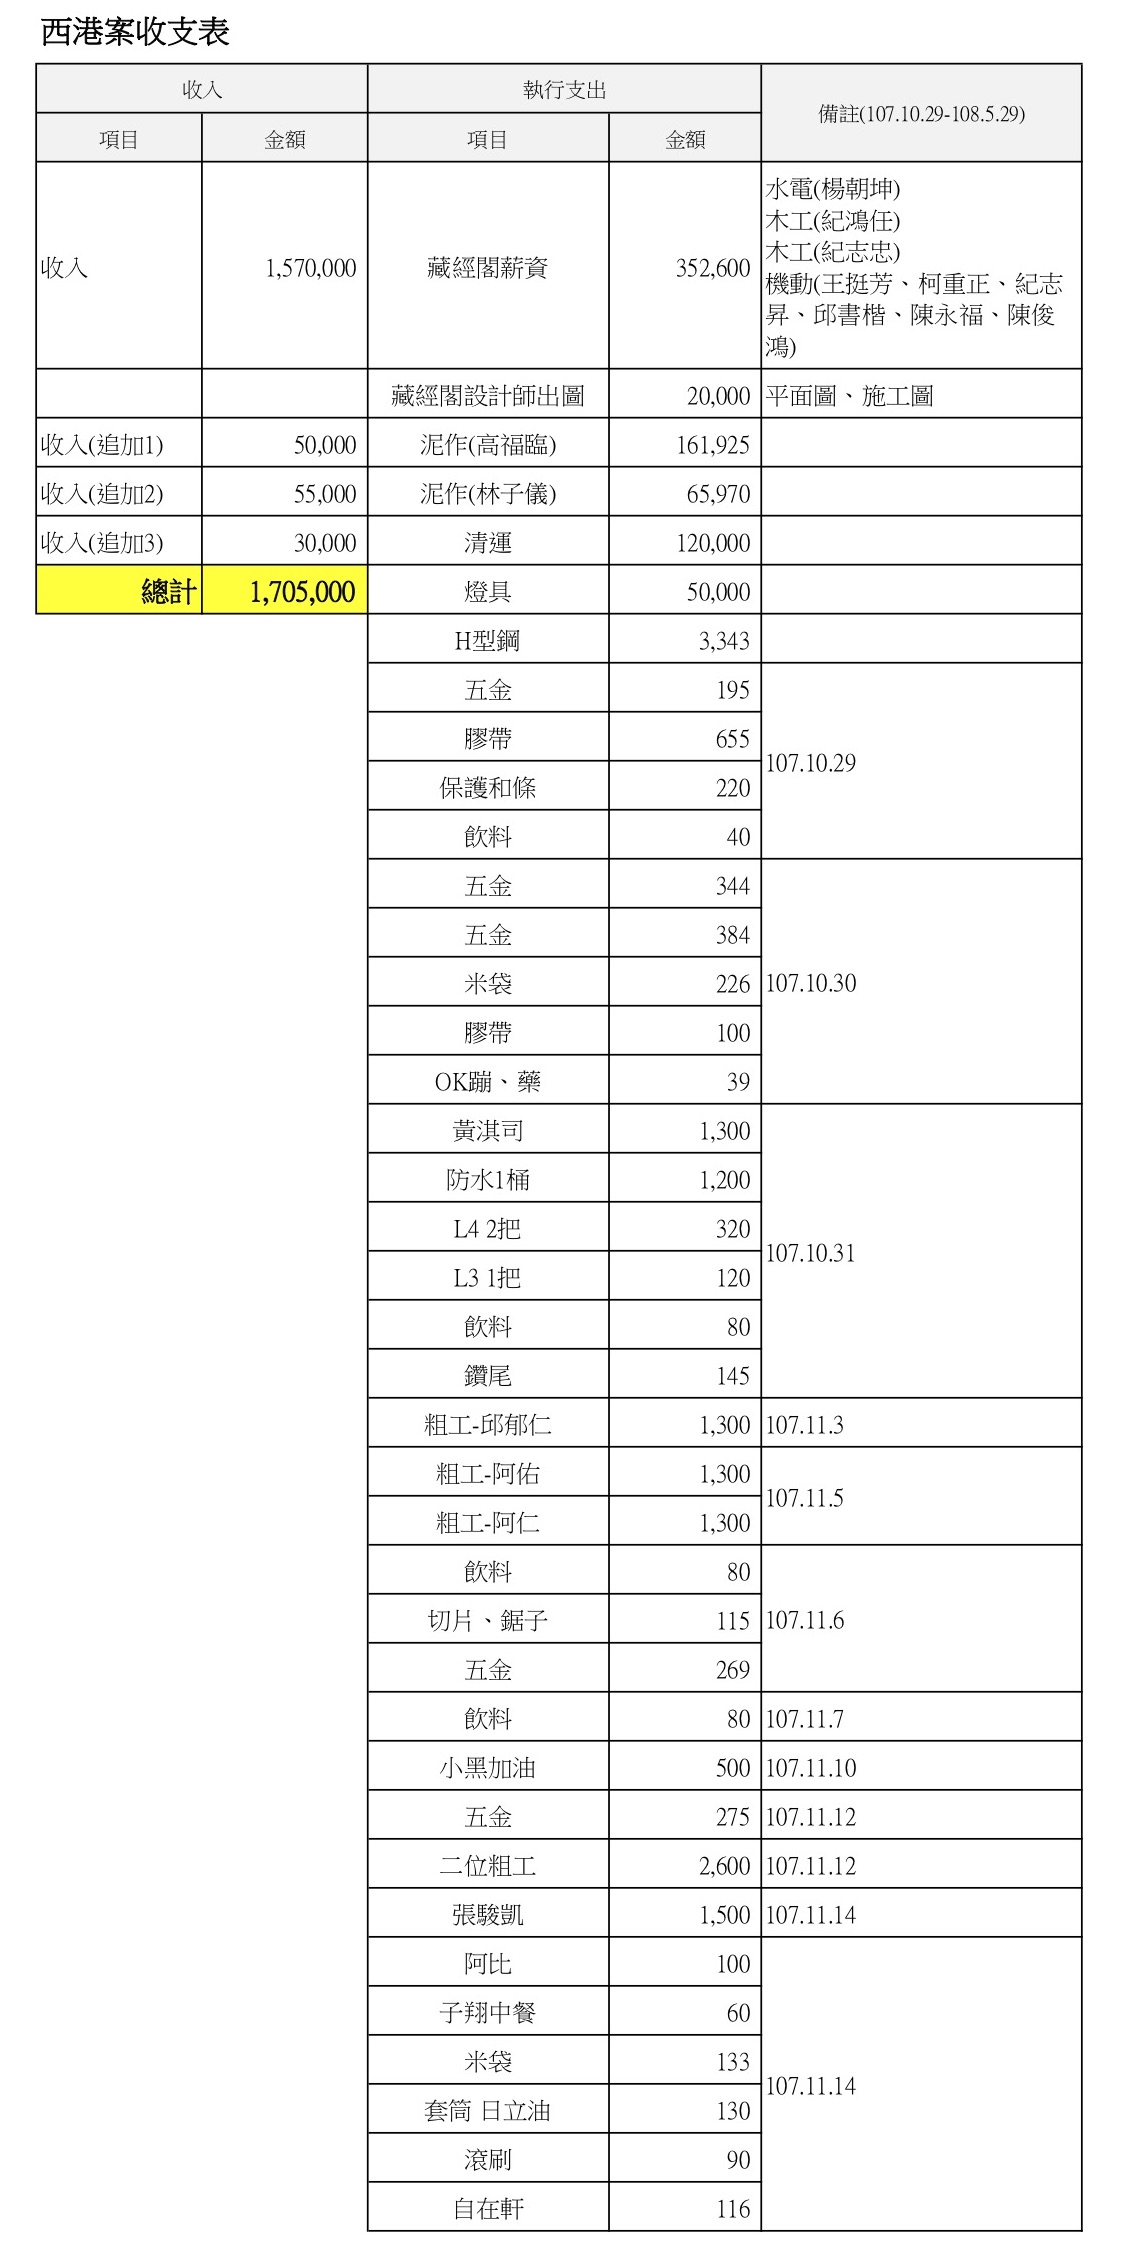 西港案收支表
收入 執行支出 備註(107.10.29-108.5.29)
項目 金額 項目 金額
收入 1,570,000 藏經閣薪資 352,600
水電(楊朝坤)
木工(紀鴻任)
木工(紀志忠)
機動(王挺芳、柯重正、紀志
昇、邱書楷、陳永福、陳俊
鴻)
藏經閣設計師出圖 20,000 平面圖、施工圖
收入(追加1) 50,000 泥作(高福臨) 161,925
收入(追加2) 55,000 泥作(林子儀) 65,970
收入(追加3) 30,000 清運 120,000
總計 1,705,000 燈具 50,000
H型鋼 3,343
五金 195
膠帶 655
107.10.29
保護和條 220
飲料 40
五金 344
五金 384
米袋 226 107.10.30
膠帶 100
OK蹦、藥 39
黃淇司 1,300
防水1桶 1,200
L4 2把 320
107.10.31
L3 1把 120
飲料 80
鑽尾 145
粗工-邱郁仁 1,300 107.11.3
粗工-阿佑 1,300
107.11.5
粗工-阿仁 1,300
飲料 80
切片、鋸子 115 107.11.6
五金 269
飲料 80 107.11.7
小黑加油 500 107.11.10
五金 275 107.11.12
二位粗工 2,600 107.11.12
張駿凱 1,500 107.11.14
阿比 100
子翔中餐 60
米袋 133
107.11.14
套筒 日立油 130
滾刷 90
自在軒 116